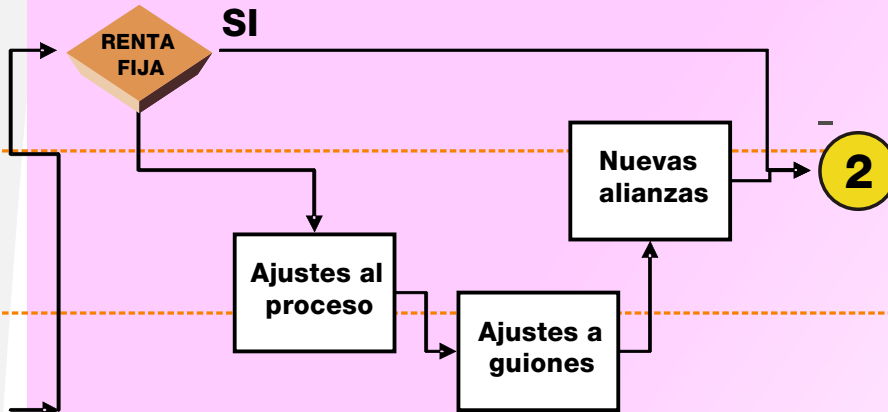 SI
RENTA
FIJA
Nuevas
alianzas
2
Ajustes al
proceso
Ajustes a
guiones